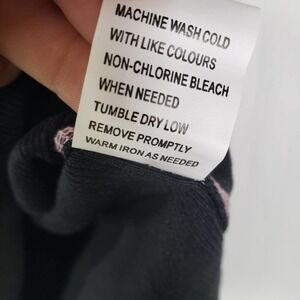 MACHINE WASH COLD
WITH LIKE COLOURS
NON-CHLORINE BLEACH
WHEN NEEDED
TUMBLE DRY LOW
REMOVE PROMPTLY
WARM IRON AS NEEDED